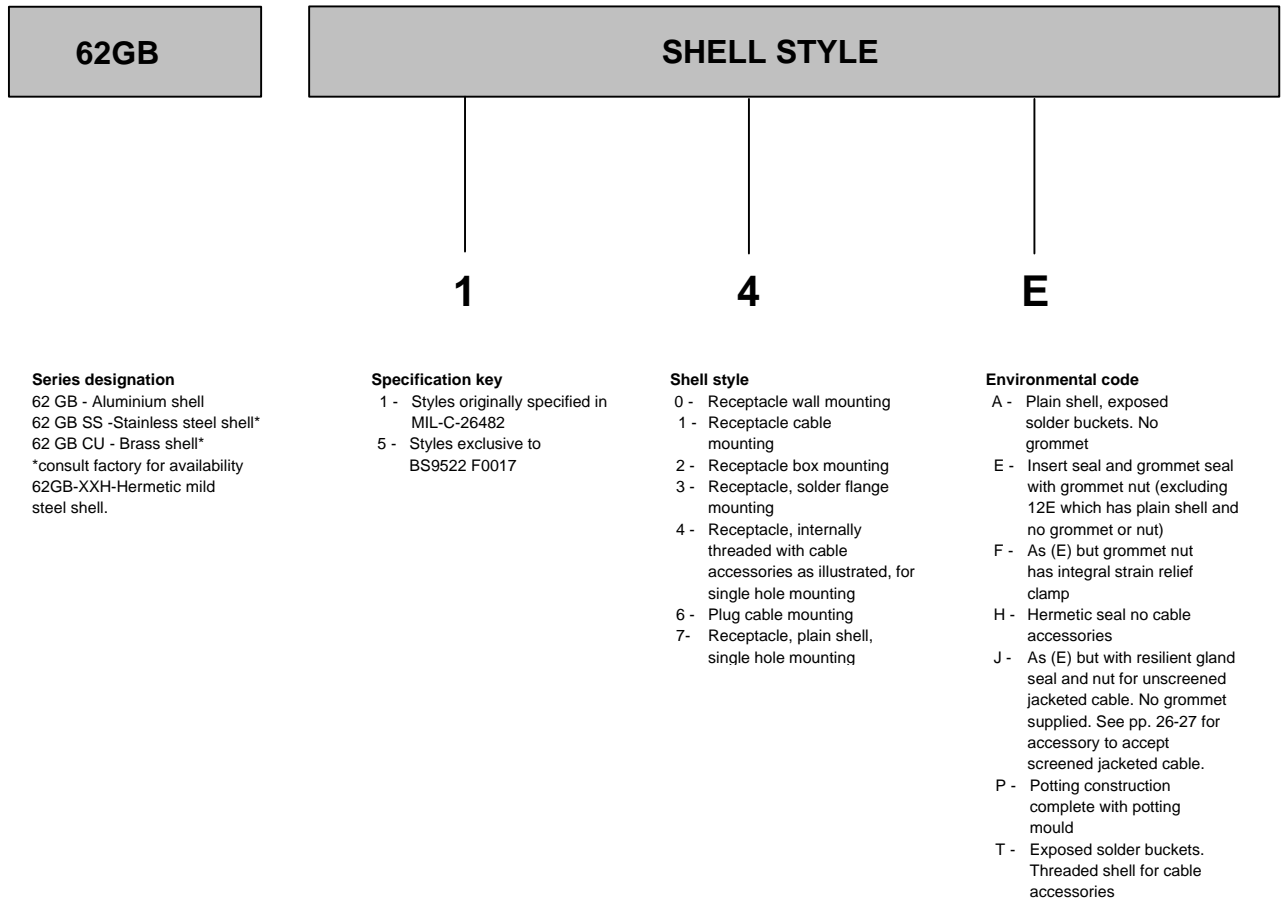 62GB
SHELL STYLE
1
4
E
Series designation
62 GB - Aluminium shell
62 GB SS -Stainless steel shell*
62 GB CU - Brass shell*
*consult factory for availability
62GB-XXH-Hermetic mild
steel shell.
Specification key
1 - Styles originally specified in
MIL-C-26482
5 - Styles exclusive to
BS9522 F0017
Shell style
0 - Receptacle wall mounting
1 - Receptacle cable
mounting
2 - Receptacle box mounting
3 - Receptacle, solder flange
mounting
4 - Receptacle, internally
threaded with cable
accessories as illustrated, for
single hole mounting
6 - Plug cable mounting
7- Receptacle, plain shell,
single hole mounting
Environmental code
A - Plain shell, exposed
solder buckets. No
grommet
E - Insert seal and grommet seal
with grommet nut (excluding
12E which has plain shell and
no grommet or nut)
F - As (E) but grommet nut
has integral strain relief
clamp
H - Hermetic seal no cable
accessories
J - As (E) but with resilient gland
seal and nut for unscreened
jacketed cable. No grommet
supplied. See pp. 26-27 for
accessory to accept
screened jacketed cable.
P - Potting construction
complete with potting
mould
T - Exposed solder buckets.
Threaded shell for cable
accessories